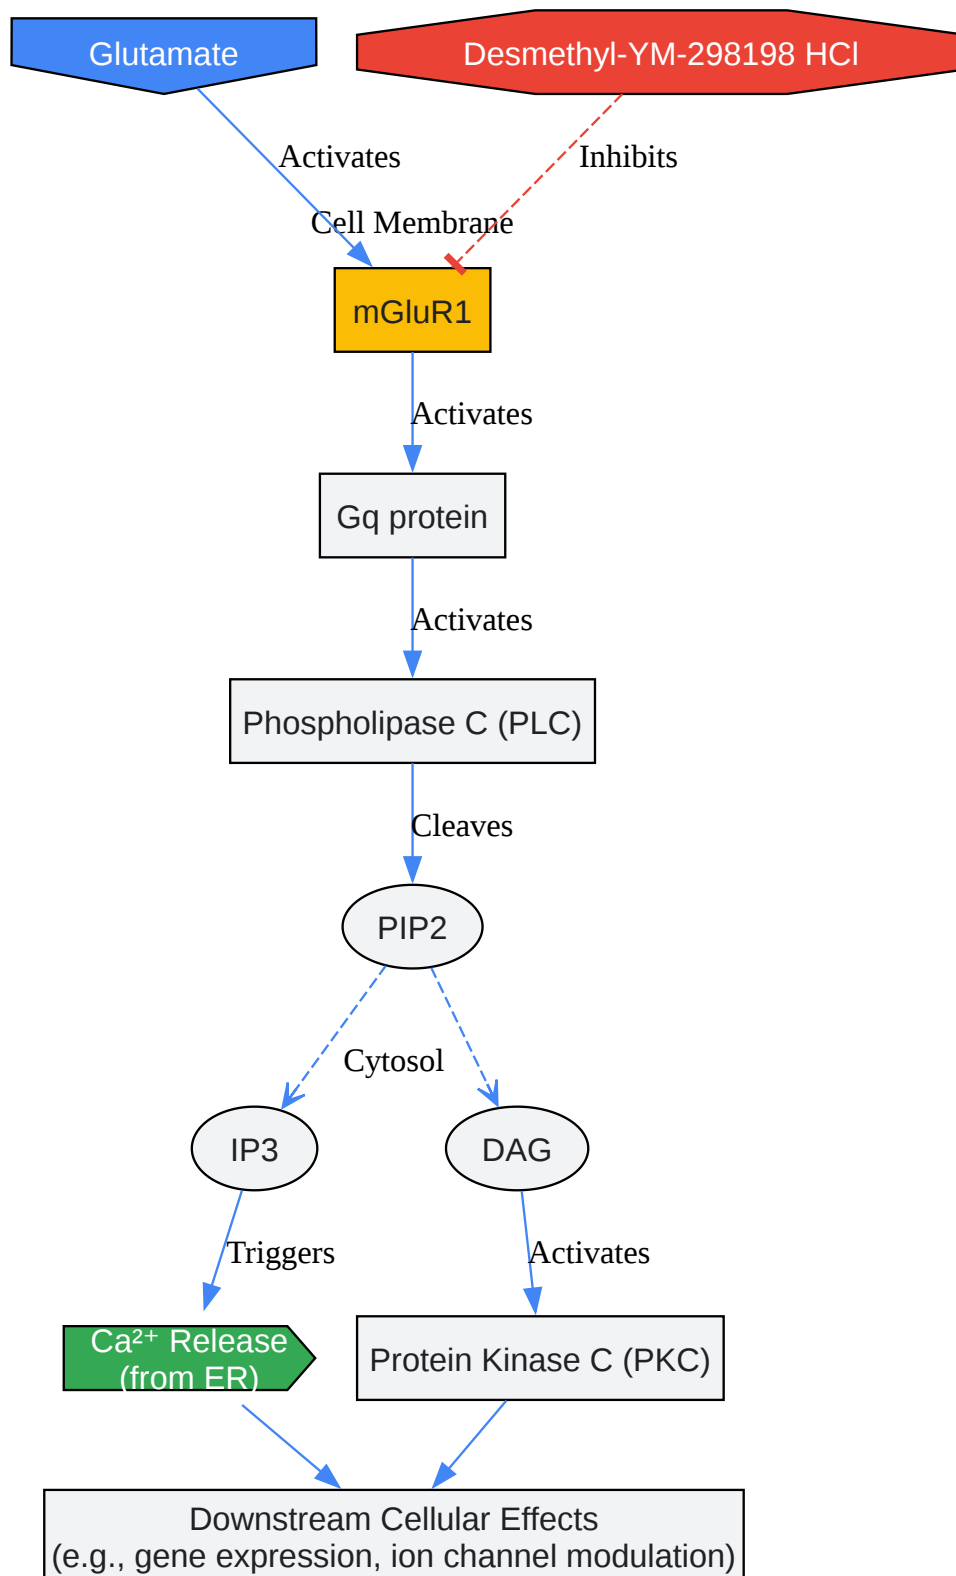 Glutamate
Desmethyl-YM-298198 HCl
Activates
Inhibits
Cell Membrane
mGluR1
Activates
Gq protein
Activates
Phospholipase C (PLC)
Cleaves
PIP2
Cytosol
IP3
DAG
Triggers
Activates
Ca²⁺ Release
(from ER)
Protein Kinase C (PKC)
Downstream Cellular Effects
(e.g., gene expression, ion channel modulation)